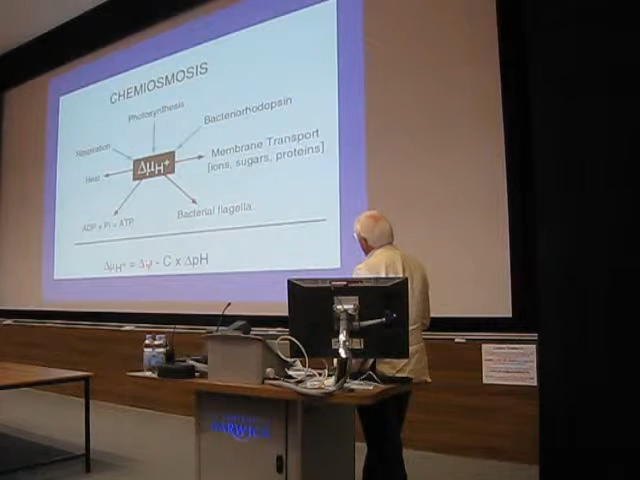 CHEMIOSMOSIS
Photosynthesis
Bacteriorhodopsin
Respiration
ΔμH+
Membrane Transport
[ions, sugars, proteins]
Heat
ADP + Pi = ATP
Bacterial flagella
ΔμH+ = Δψ - C x ΔpH
WARWICK